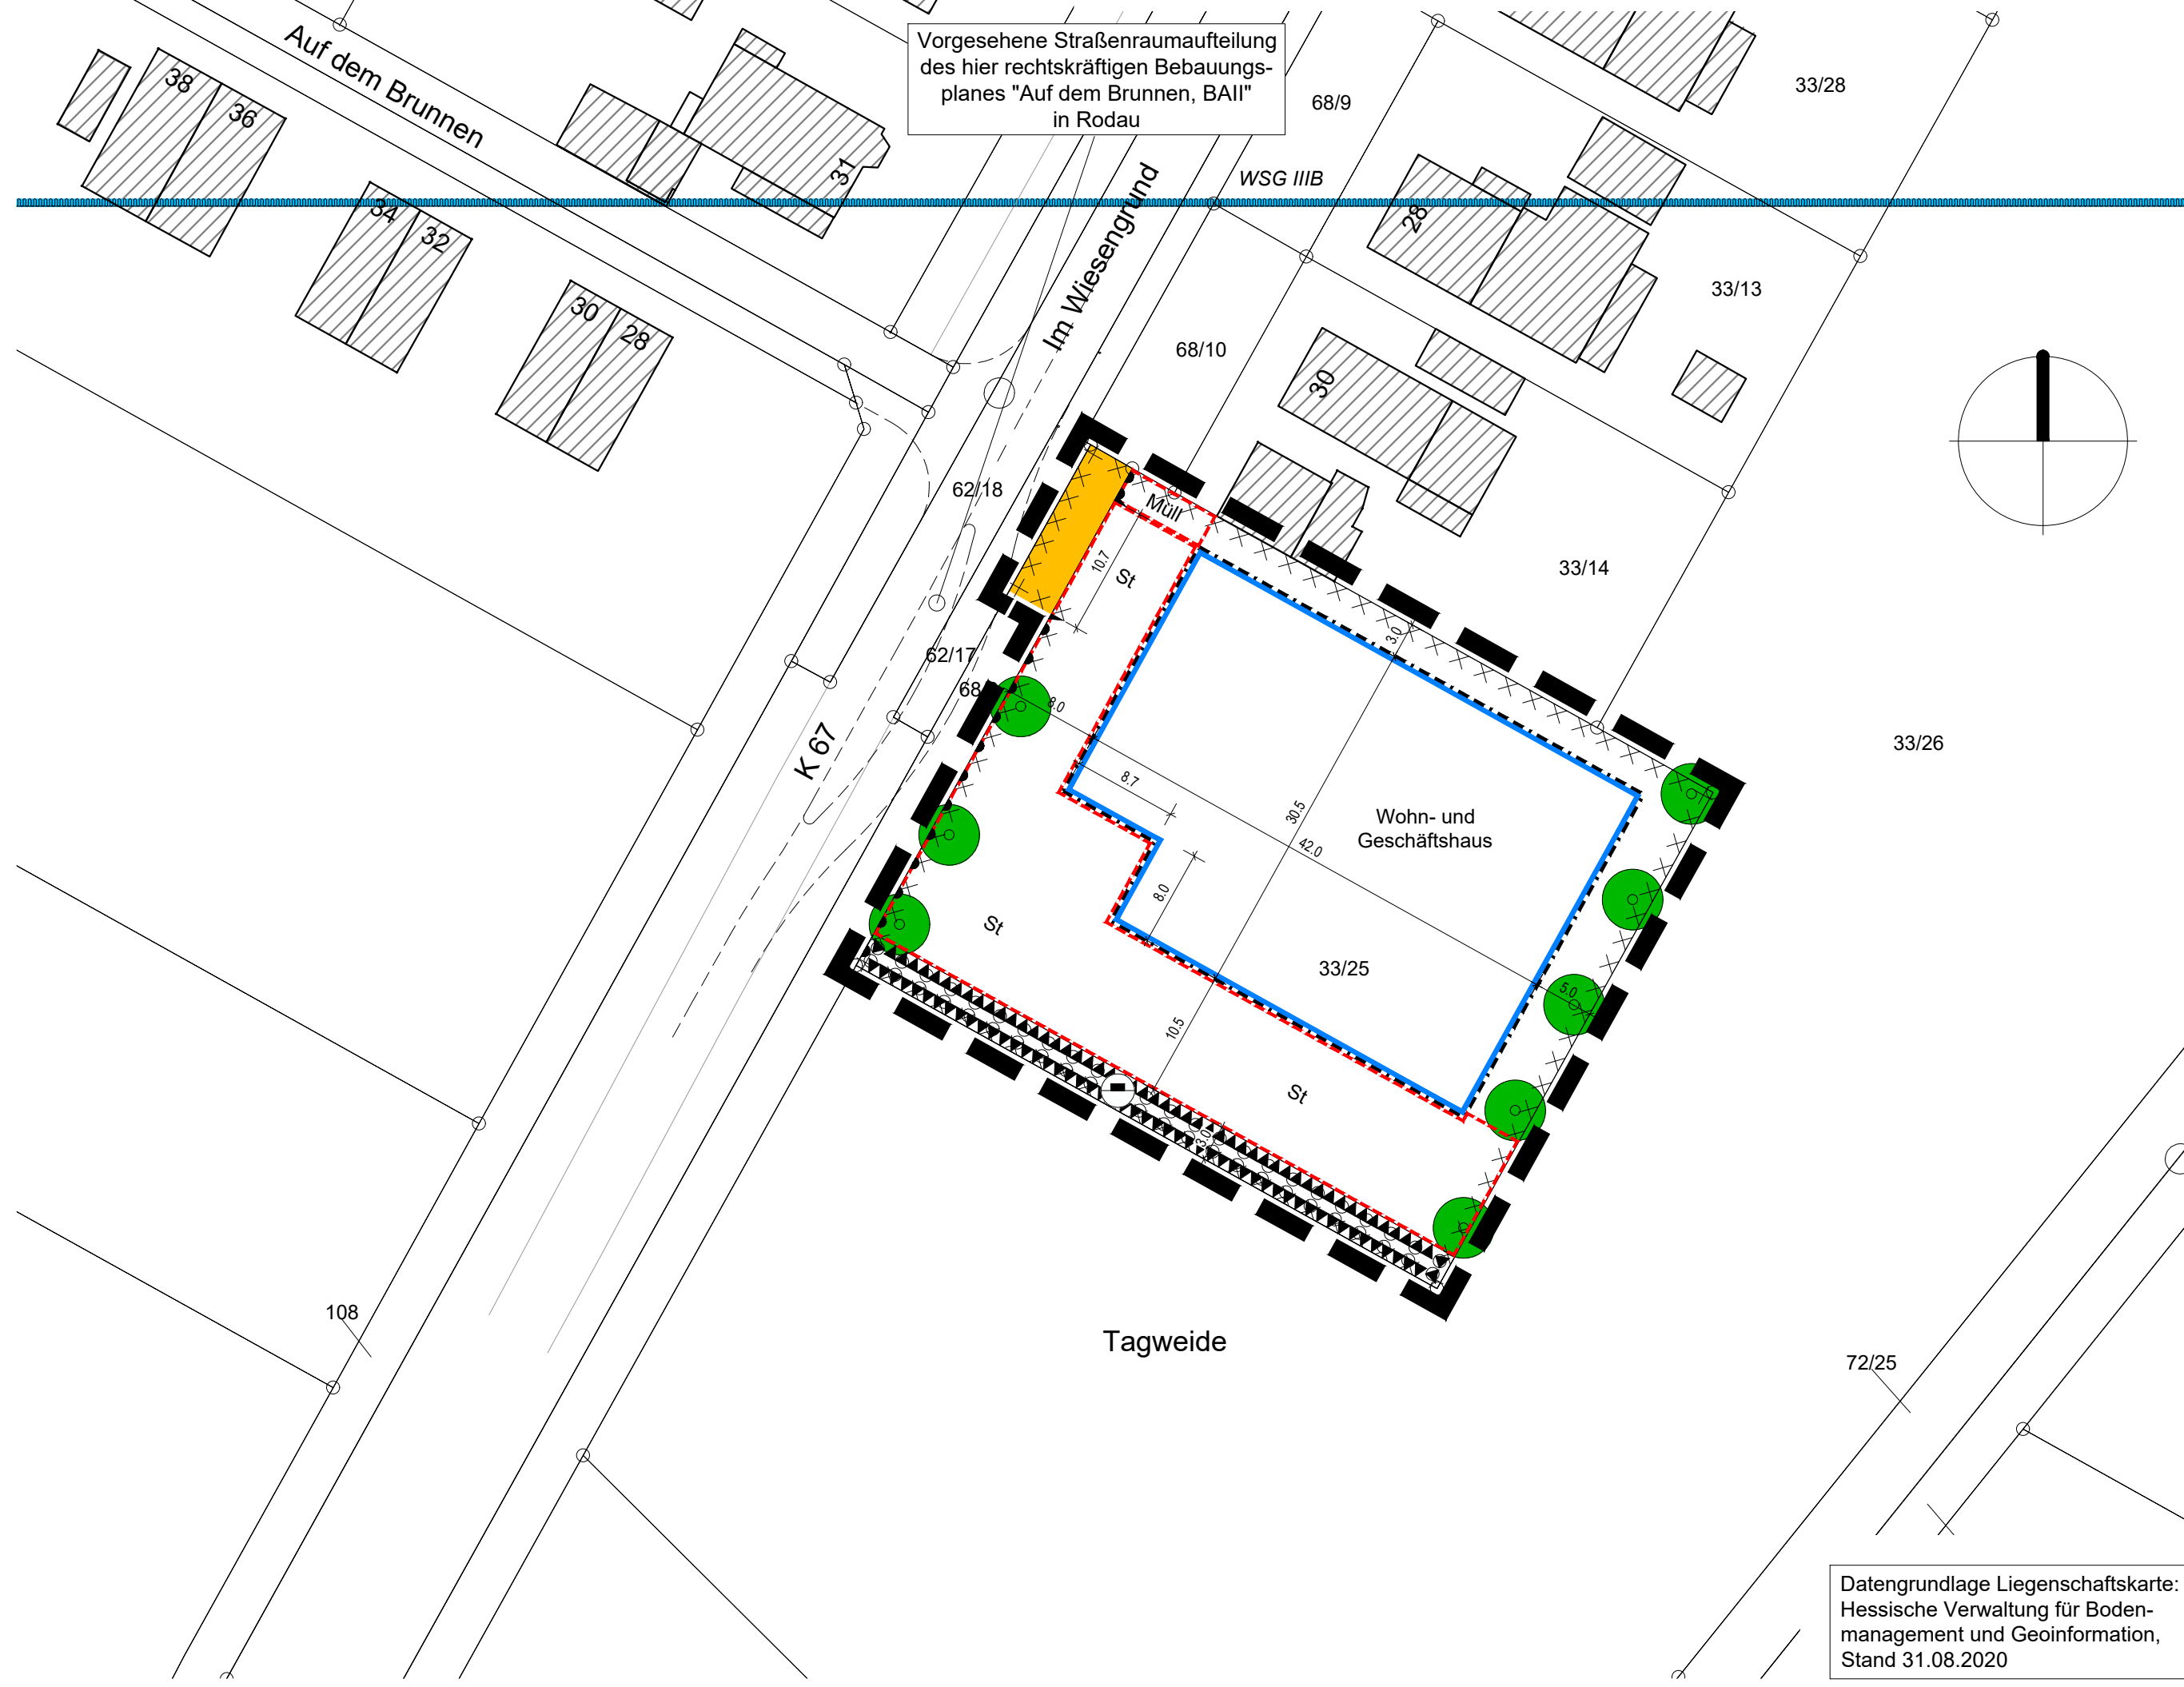 Vorgesehene Straßenraumaufteilung
des hier rechtskräftigen Bebauungs-
planes "Auf dem Brunnen, BAII"
in Rodau
Auf dem Brunnen
38
36
34
32
30
28
31
68/9
33/28
WSG IIIB
28
33/13
Im Wiesengrund
68/10
30
62/18
Müll
10.7
St
33/14
3.0
62/17
68
8.0
K 67
8.7
33/26
30.5
42.0
Wohn- und
Geschäftshaus
8.0
St
33/25
5.0
10.5
St
3.0
108
Tagweide
72/25
Datengrundlage Liegenschaftskarte:
Hessische Verwaltung für Boden-
management und Geoinformation,
Stand 31.08.2020